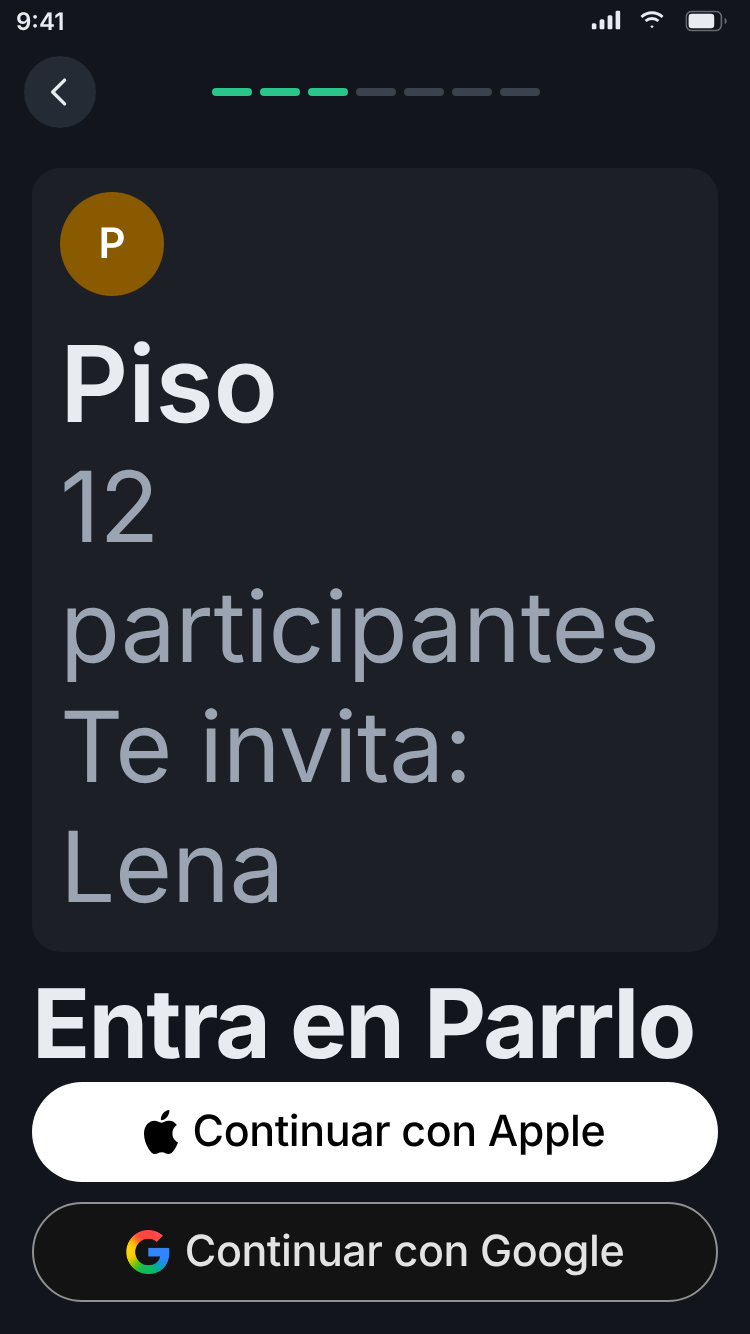 9:41
P
Piso
12
participantes
Te invita:
Lena
Entra en Parrlo
Continuar con Apple
Continuar con Google